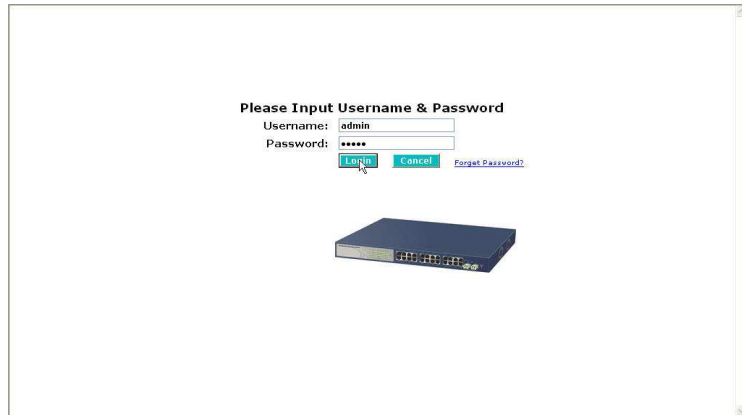 Please Input Username & Password
Username: admin
Password: •••••
Login Cancel Forget Password?